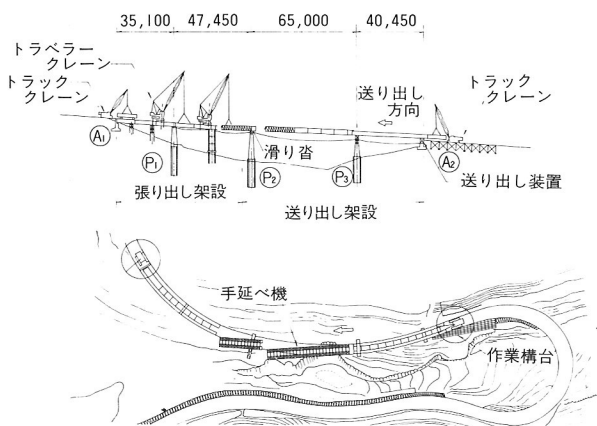 35,100 47,450 65,000 40,450
トラベラー
クレーン
トラック
クレーン
送り出し
方向
トラック
クレーン
A1
P1
滑り沓
P2
P3
A2
送り出し装置
張り出し架設
送り出し架設
手延べ機
作業構台